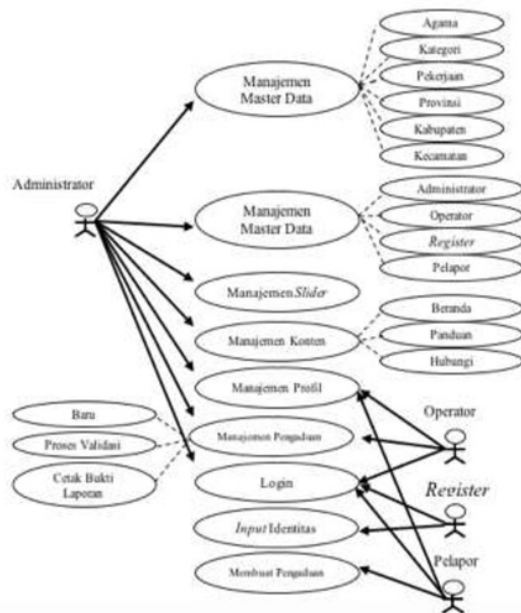 Agama
Kategori
Pekerjaan
Provinsi
Kabupaten
Kecamatan
Manajemen
Master Data
Administrator
Manajemen
Master Data
Administrator
Operator
Register
Pelapor
Manajemen Slider
Manajemen Konten
Beranda
Panduan
Hubungi
Manajemen Profil
Baru
Proses Validasi
Cetak Bukti
Laporan
Manajemen Pengaduan
Login
Input Identitas
Membuat Pengaduan
Operator
Register
Pelapor